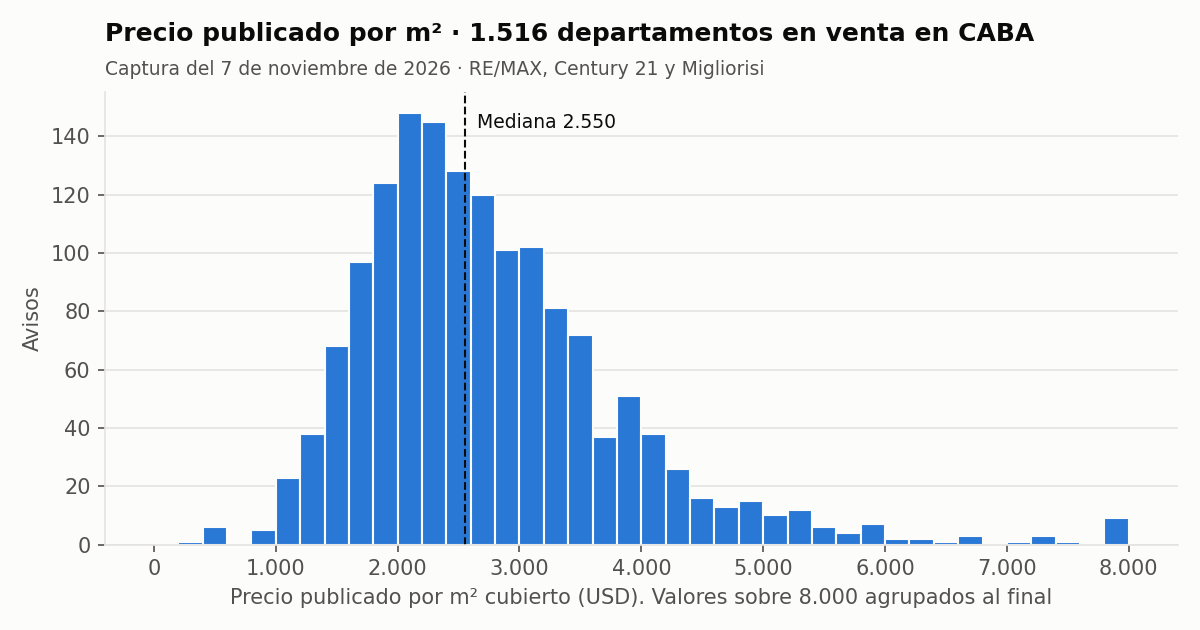 Precio publicado por m² · 1.516 departamentos en venta en CABA
Captura del 7 de noviembre de 2026 · RE/MAX, Century 21 y Migliorisi
Mediana 2.550
140
120
100
80
60
40
20
0
Avisos
0 1.000 2.000 3.000 4.000 5.000 6.000 7.000 8.000
Precio publicado por m² cubierto (USD). Valores sobre 8.000 agrupados al final